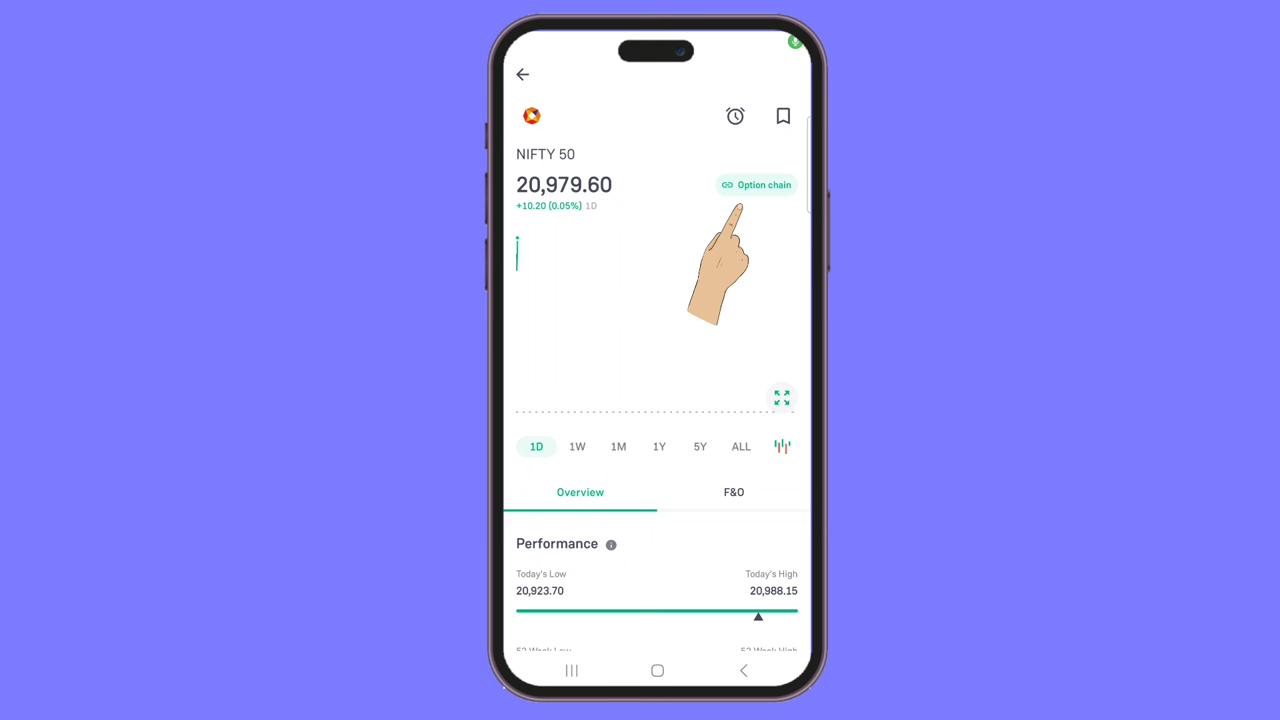 NIFTY 50
20,979.60
Option chain
+10.20 (0.05%) 1D
1D 1W 1M 1Y 5Y ALL
Overview F&O
Performance
Today's Low Today's High
20,923.70 20,988.15